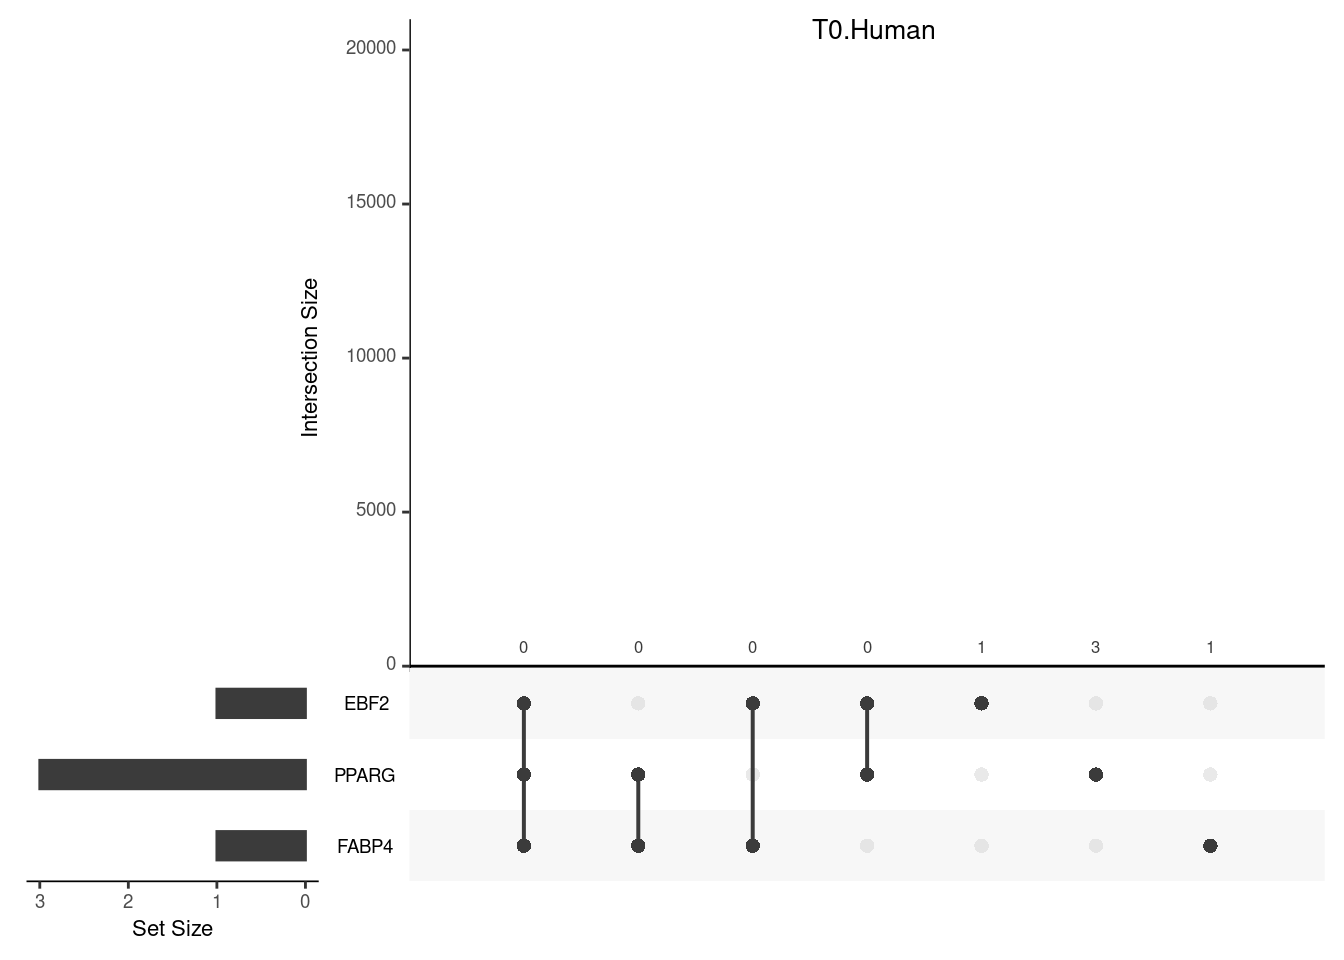 T0.Human
20000
15000
10000
5000
0
Intersection Size
0 0 0 0 1 3 1
EBF2
PPARG
FABP4
3 2 1 0
Set Size